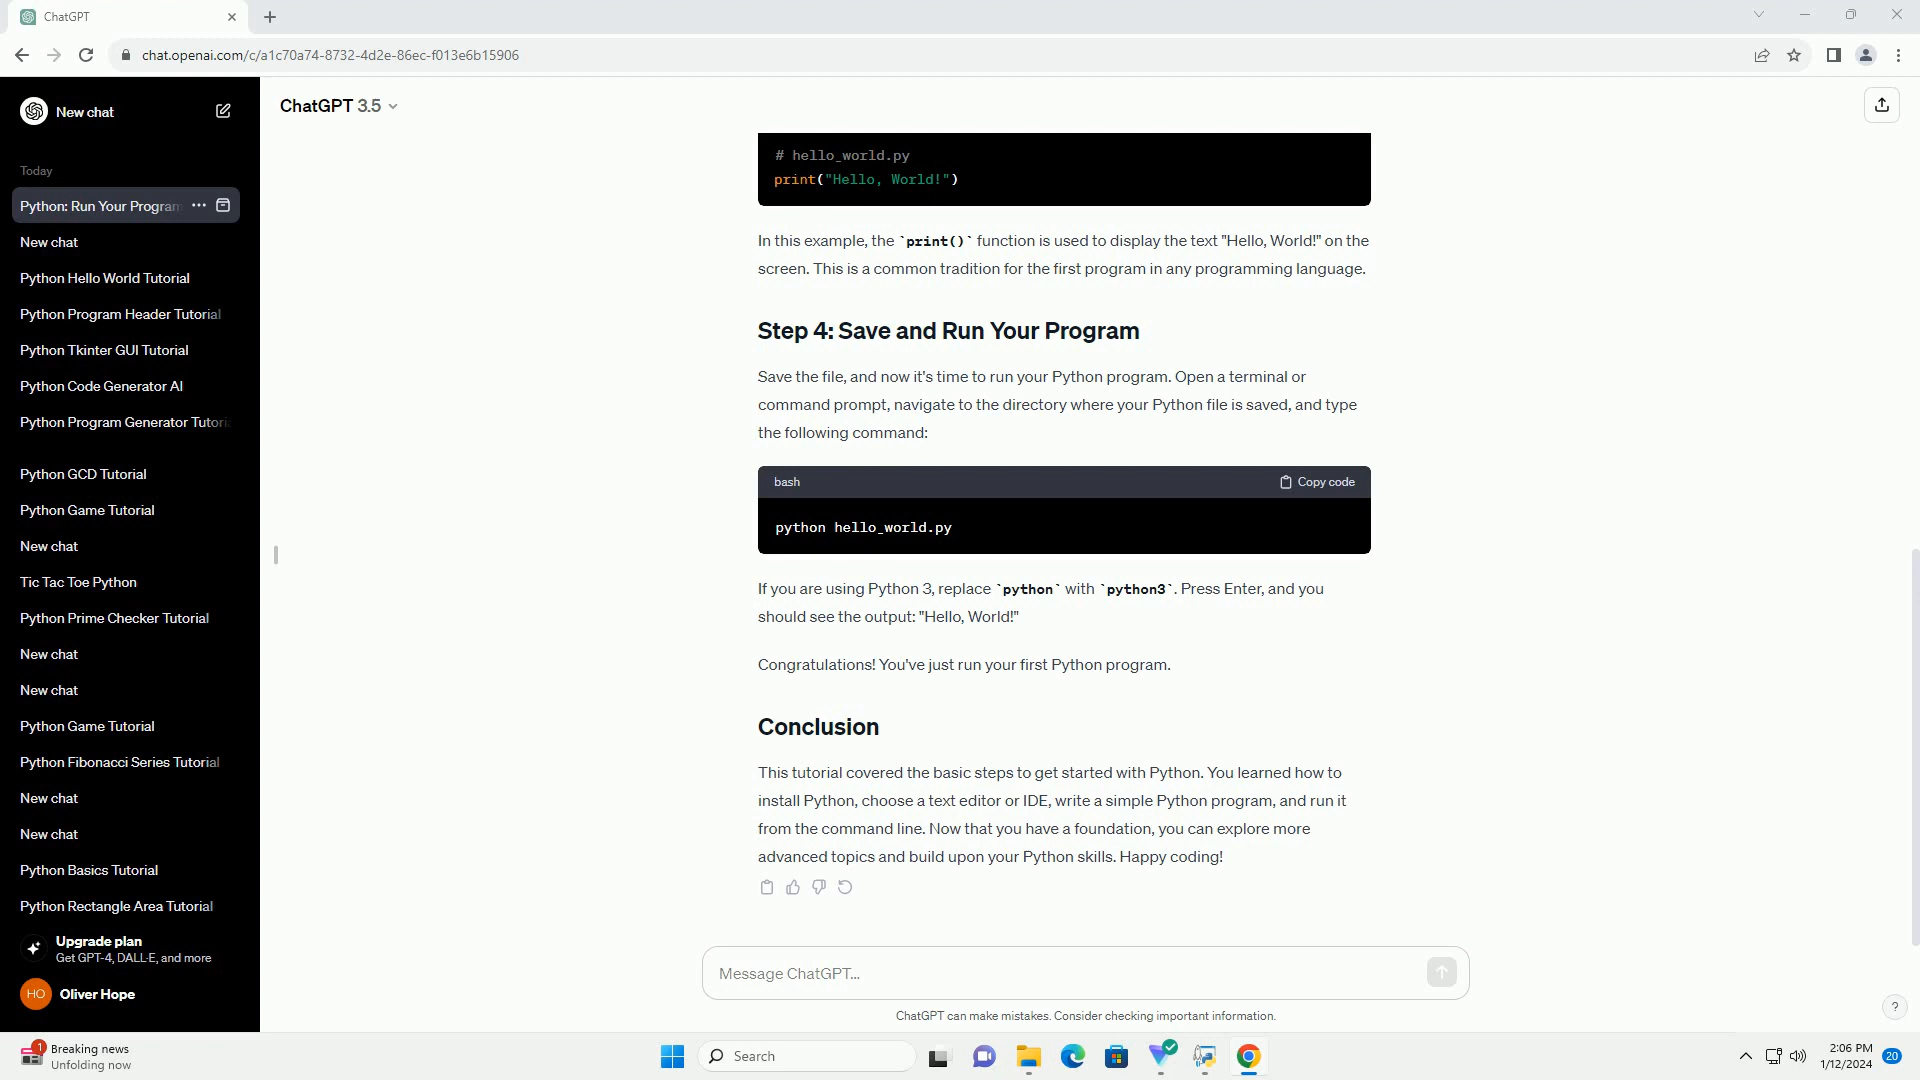 ChatGPT
chat.openai.com/c/a1c70a74-8732-4d2e-86ec-f013e6b15906
New chat
Today
Python: Run Your Program
New chat
Python Hello World Tutorial
Python Program Header Tutorial
Python Tkinter GUI Tutorial
Python Code Generator AI
Python Program Generator Tutori
Python GCD Tutorial
Python Game Tutorial
New chat
Tic Tac Toe Python
Python Prime Checker Tutorial
New chat
New chat
Python Game Tutorial
Python Fibonacci Series Tutorial
New chat
New chat
Python Basics Tutorial
Python Rectangle Area Tutorial
Upgrade plan
Get GPT-4, DALL·E, and more
HO Oliver Hope
ChatGPT 3.5
# hello_world.py
print("Hello, World!")
In this example, the `print()` function is used to display the text "Hello, World!" on the
screen. This is a common tradition for the first program in any programming language.
Step 4: Save and Run Your Program
Save the file, and now it's time to run your Python program. Open a terminal or
command prompt, navigate to the directory where your Python file is saved, and type
the following command:
bash Copy code
python hello_world.py
If you are using Python 3, replace `python` with `python3`. Press Enter, and you
should see the output: "Hello, World!"
Congratulations! You've just run your first Python program.
Conclusion
This tutorial covered the basic steps to get started with Python. You learned how to
install Python, choose a text editor or IDE, write a simple Python program, and run it
from the command line. Now that you have a foundation, you can explore more
advanced topics and build upon your Python skills. Happy coding!
Message ChatGPT...
ChatGPT can make mistakes. Consider checking important information.
?
1
Breaking news
Unfolding now
Search
2:06 PM
1/12/2024
20